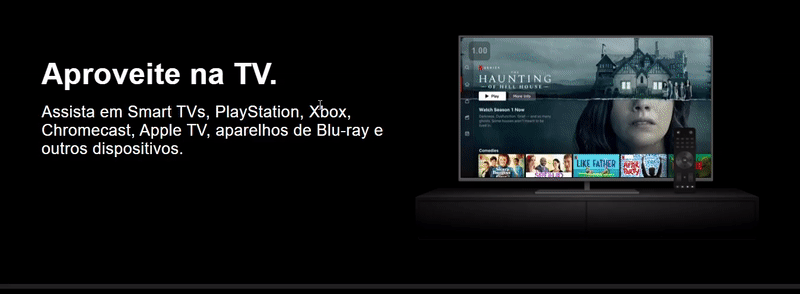 Aproveite na TV.
Assista em Smart TVs, PlayStation, Xbox,
Chromecast, Apple TV, aparelhos de Blu-ray e
outros dispositivos.
1.00
SERIES
THE
HAUNTING
OF HILL HOUSE
Play
More Info
Watch Season 1 Now
Comedies
LIKE FATHER